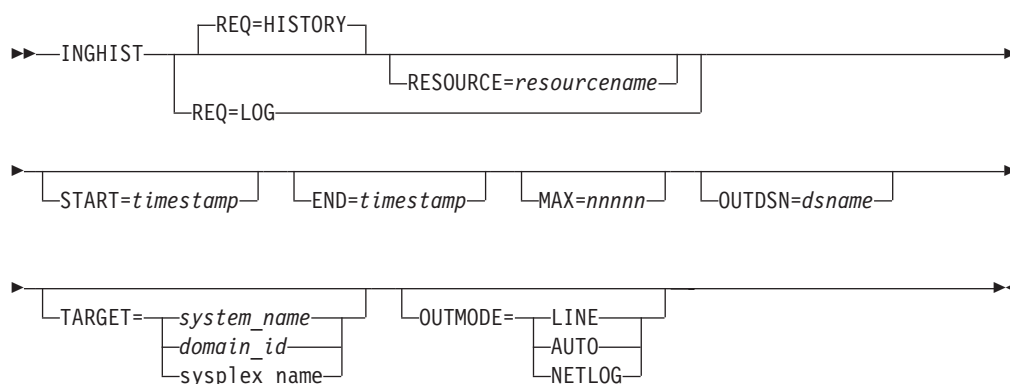 REQ=HISTORY
INGHIST
RESOURCE=resourcename
REQ=LOG
START=timestamp END=timestamp MAX=nnnnn OUTDSN=dsname
TARGET= system_name OUTMODE= LINE
domain_id AUTO
sysplex_name NETLOG